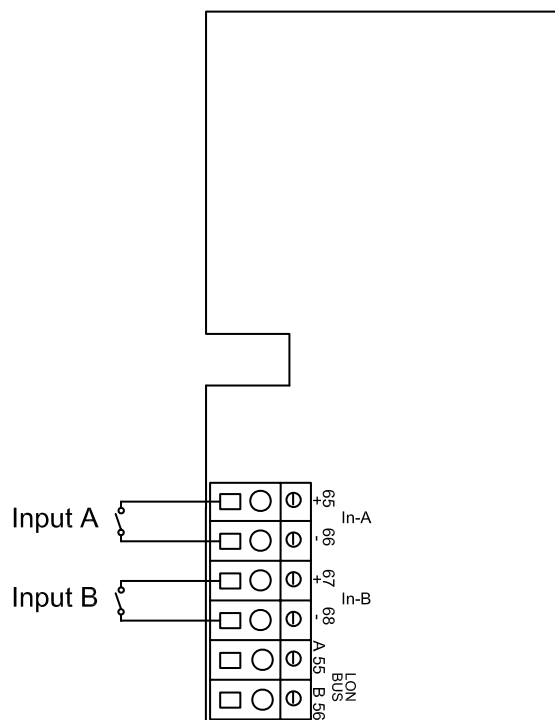 Input A
65
+
In-A
66
-
Input B
67
+
In-B
68
-
A 55
LON
BUS
B 56